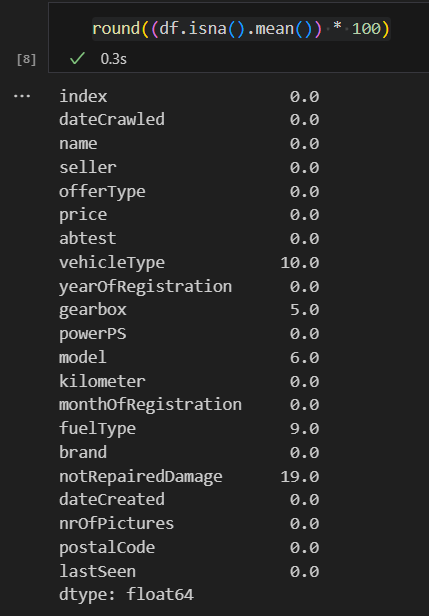 round((df.isna().mean()) * 100)
[8] ✓ 0.3s
... index 0.0
dateCrawled 0.0
name 0.0
seller 0.0
offerType 0.0
price 0.0
abtest 0.0
vehicleType 10.0
yearOfRegistration 0.0
gearbox 5.0
powerPS 0.0
model 6.0
kilometer 0.0
monthOfRegistration 0.0
fuelType 9.0
brand 0.0
notRepairedDamage 19.0
dateCreated 0.0
nrOfPictures 0.0
postalCode 0.0
lastSeen 0.0
dtype: float64